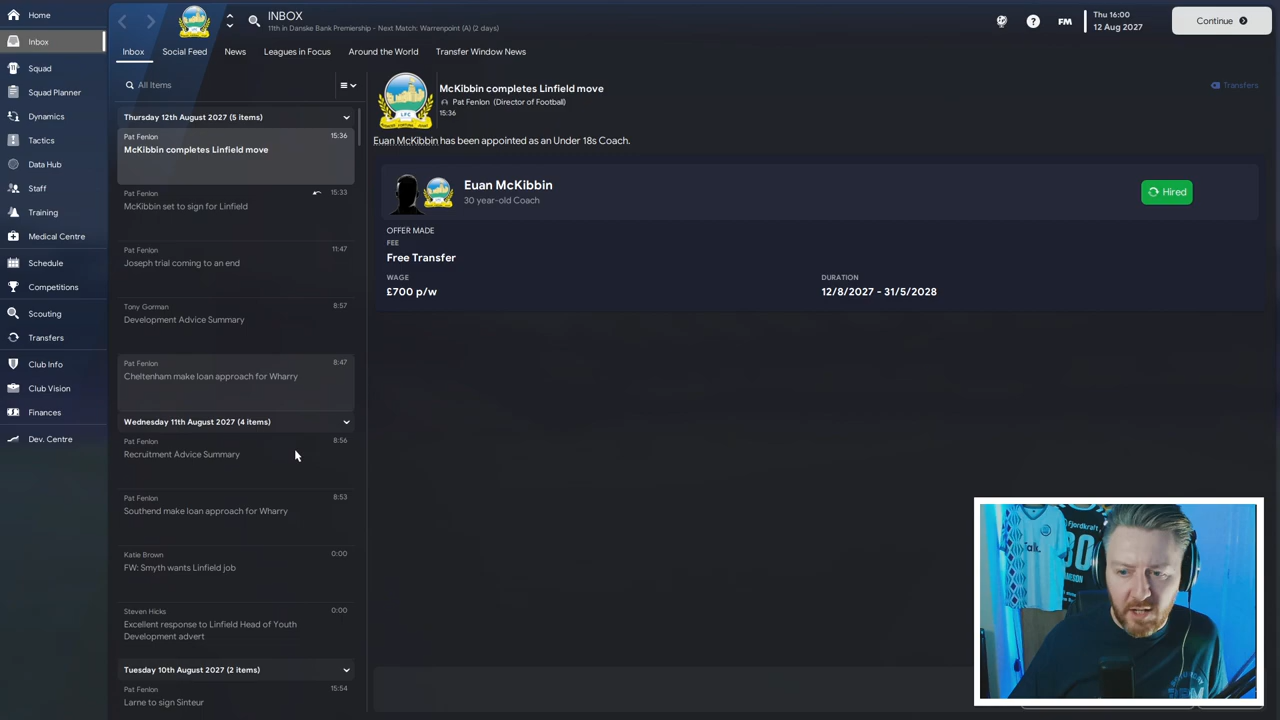 Home
Inbox
Squad
Squad Planner
Dynamics
Tactics
Data Hub
Staff
Training
Medical Centre
Schedule
Competitions
Scouting
Transfers
Club Info
Club Vision
Finances
Dev. Centre
INBOX
11th in Danske Bank Premiership - Next Match: Warrenpoint (A) (2 days)
FM
Thu 16:00
12 Aug 2027
Continue
Inbox
Social Feed
News
Leagues in Focus
Around the World
Transfer Window News
All Items
Thursday 12th August 2027 (5 items)
Pat Fenlon 15:36
McKibbin completes Linfield move
Pat Fenlon 15:33
McKibbin set to sign for Linfield
Pat Fenlon 11:47
Joseph trial coming to an end
Tony Gorman 8:57
Development Advice Summary
Pat Fenlon 8:47
Cheltenham make loan approach for Wharry
Wednesday 11th August 2027 (4 items)
Pat Fenlon 8:56
Recruitment Advice Summary
Pat Fenlon 8:53
Southend make loan approach for Wharry
Katie Brown 0:00
FW: Smyth wants Linfield job
Steven Hicks 0:00
Excellent response to Linfield Head of Youth
Development advert
Tuesday 10th August 2027 (2 items)
Pat Fenlon 15:54
Larne to sign Sinteur
McKibbin completes Linfield move
Pat Fenlon (Director of Football)
15:36
Transfers
Euan McKibbin has been appointed as an Under 18s Coach.
Euan McKibbin
30 year-old Coach
Hired
OFFER MADE
FEE
Free Transfer
WAGE
£700 p/w
DURATION
12/8/2027 - 31/5/2028
LFC
Fjordkraft